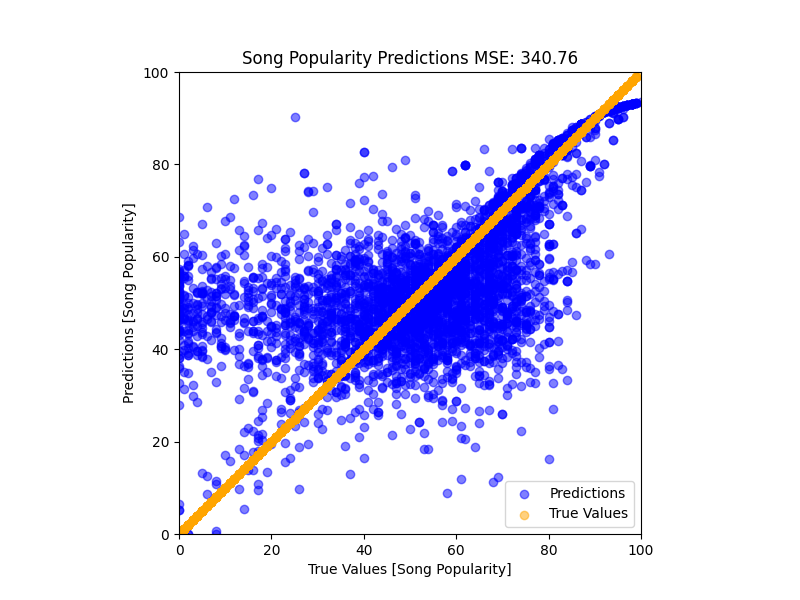 Song Popularity Predictions MSE: 340.76
100
80
60
40
20
0
Predictions [Song Popularity]
0 20 40 60 80 100
True Values [Song Popularity]
Predictions
True Values